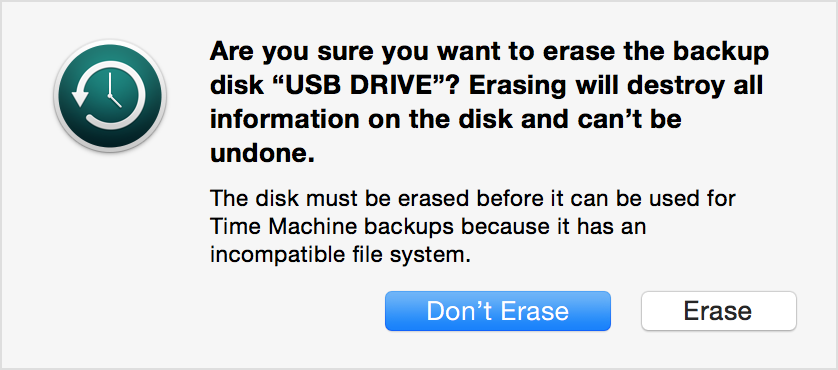 Are you sure you want to erase the backup
disk “USB DRIVE”? Erasing will destroy all
information on the disk and can’t be
undone.
The disk must be erased before it can be used for
Time Machine backups because it has an
incompatible file system.
Don’t Erase
Erase